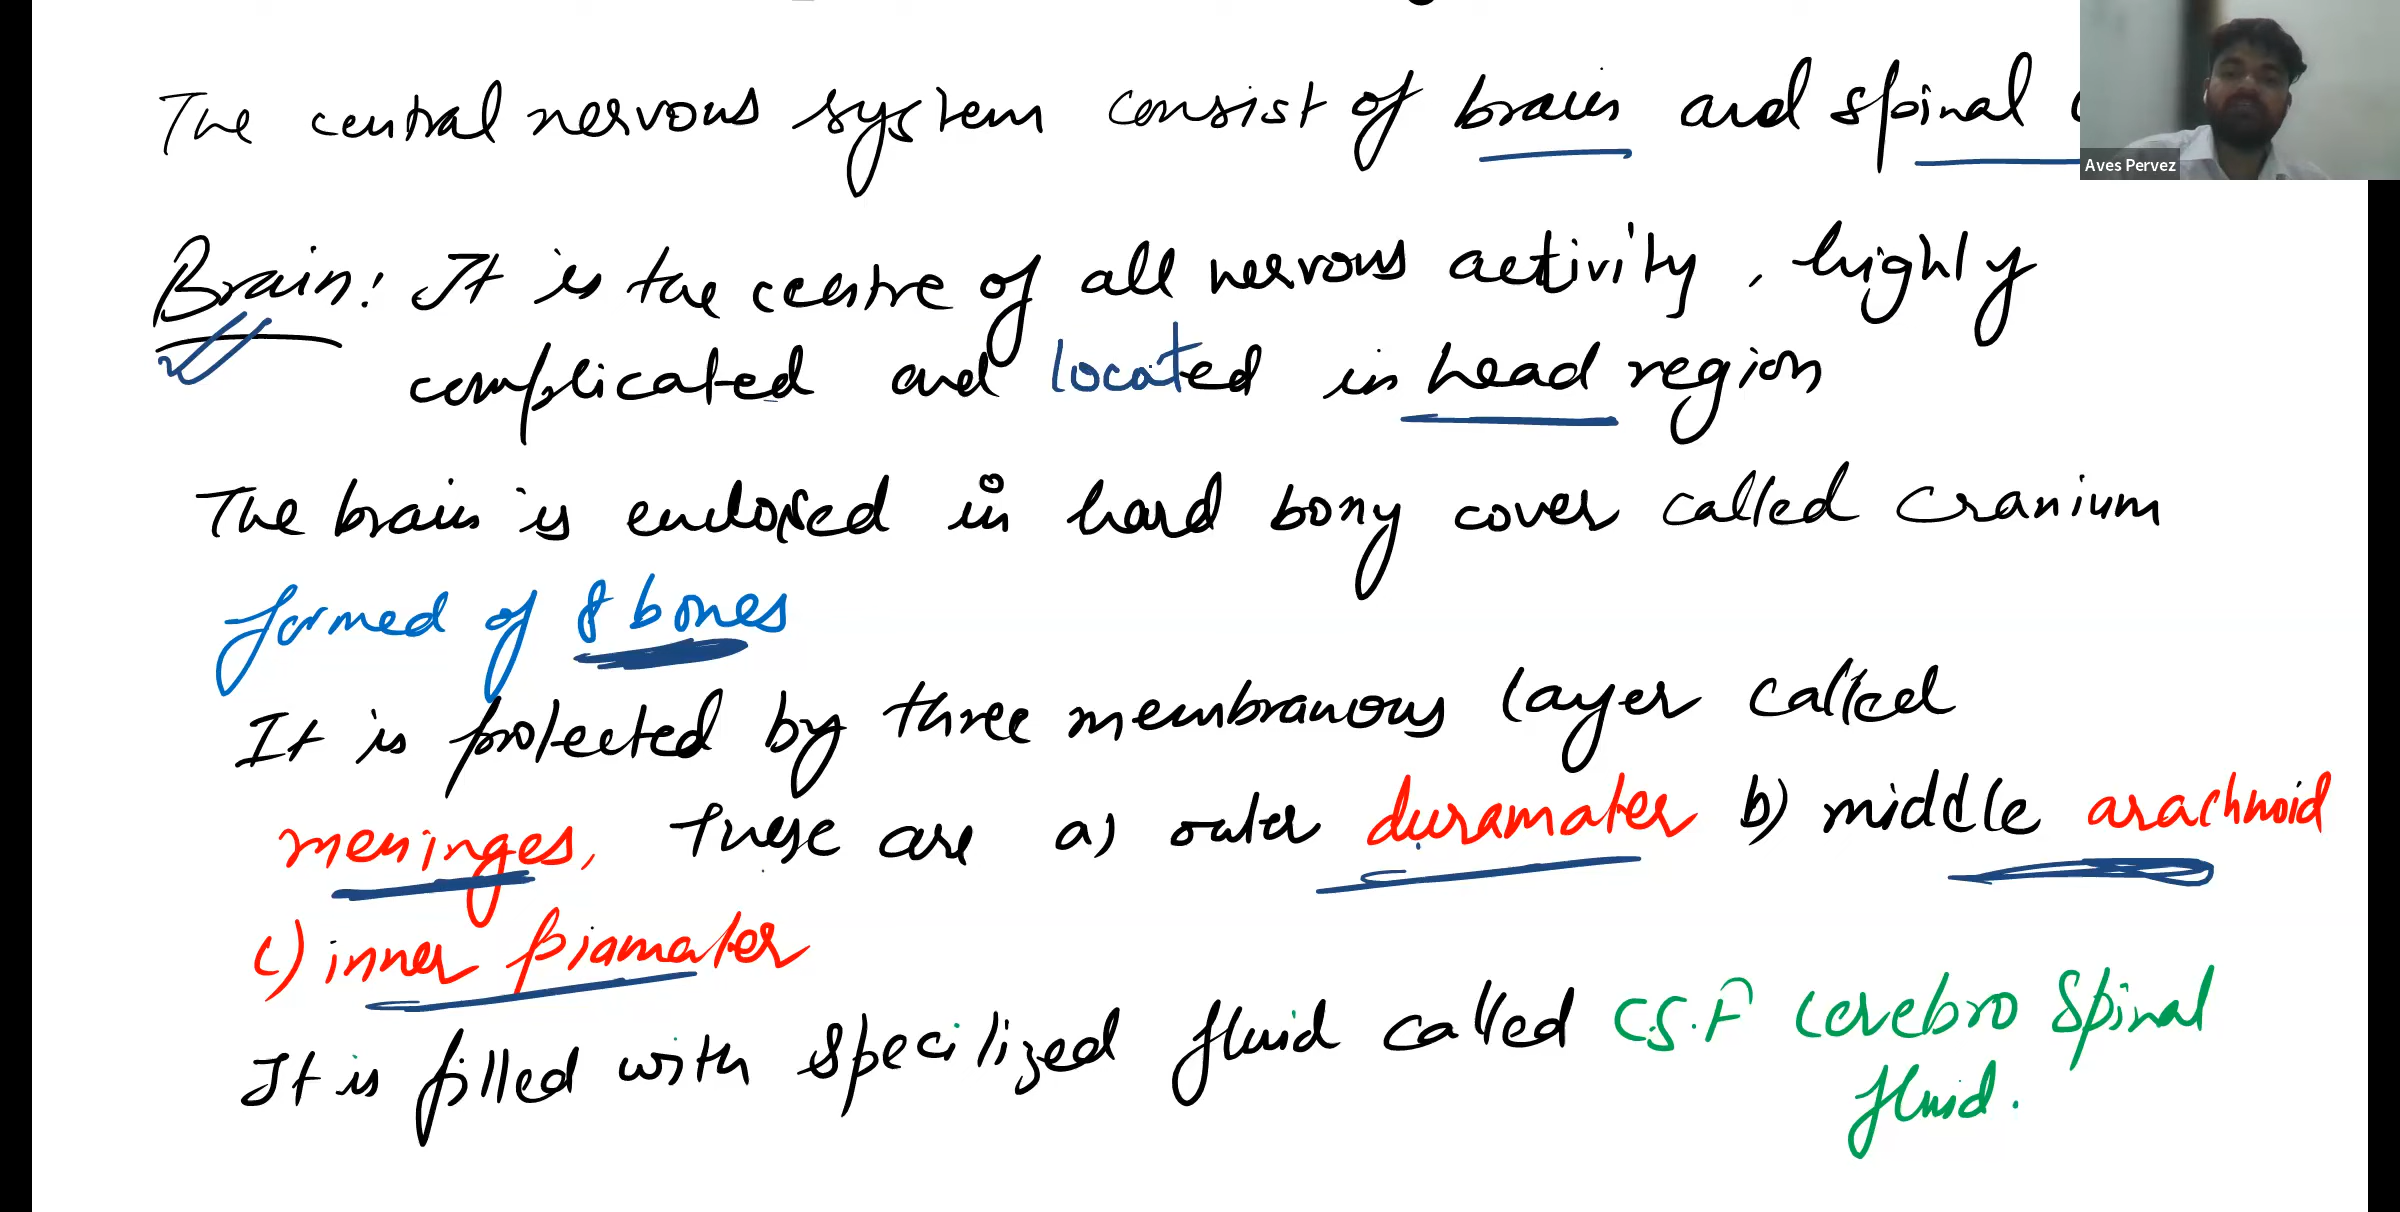 The central nervous system consist of brain and spinal
Aves Pervez
Brain: It is the centre of all nervous activity, highly
complicated and located in head region
The brain is enclosed in hard bony cover called cranium
formed of 8 bones
It is protected by three membranous layer called
meninges, These are a) outer duramater b) middle arachnoid
c) inner piamater
It is filled with specilized fluid called C.S.F Cerebro Spinal
fluid.